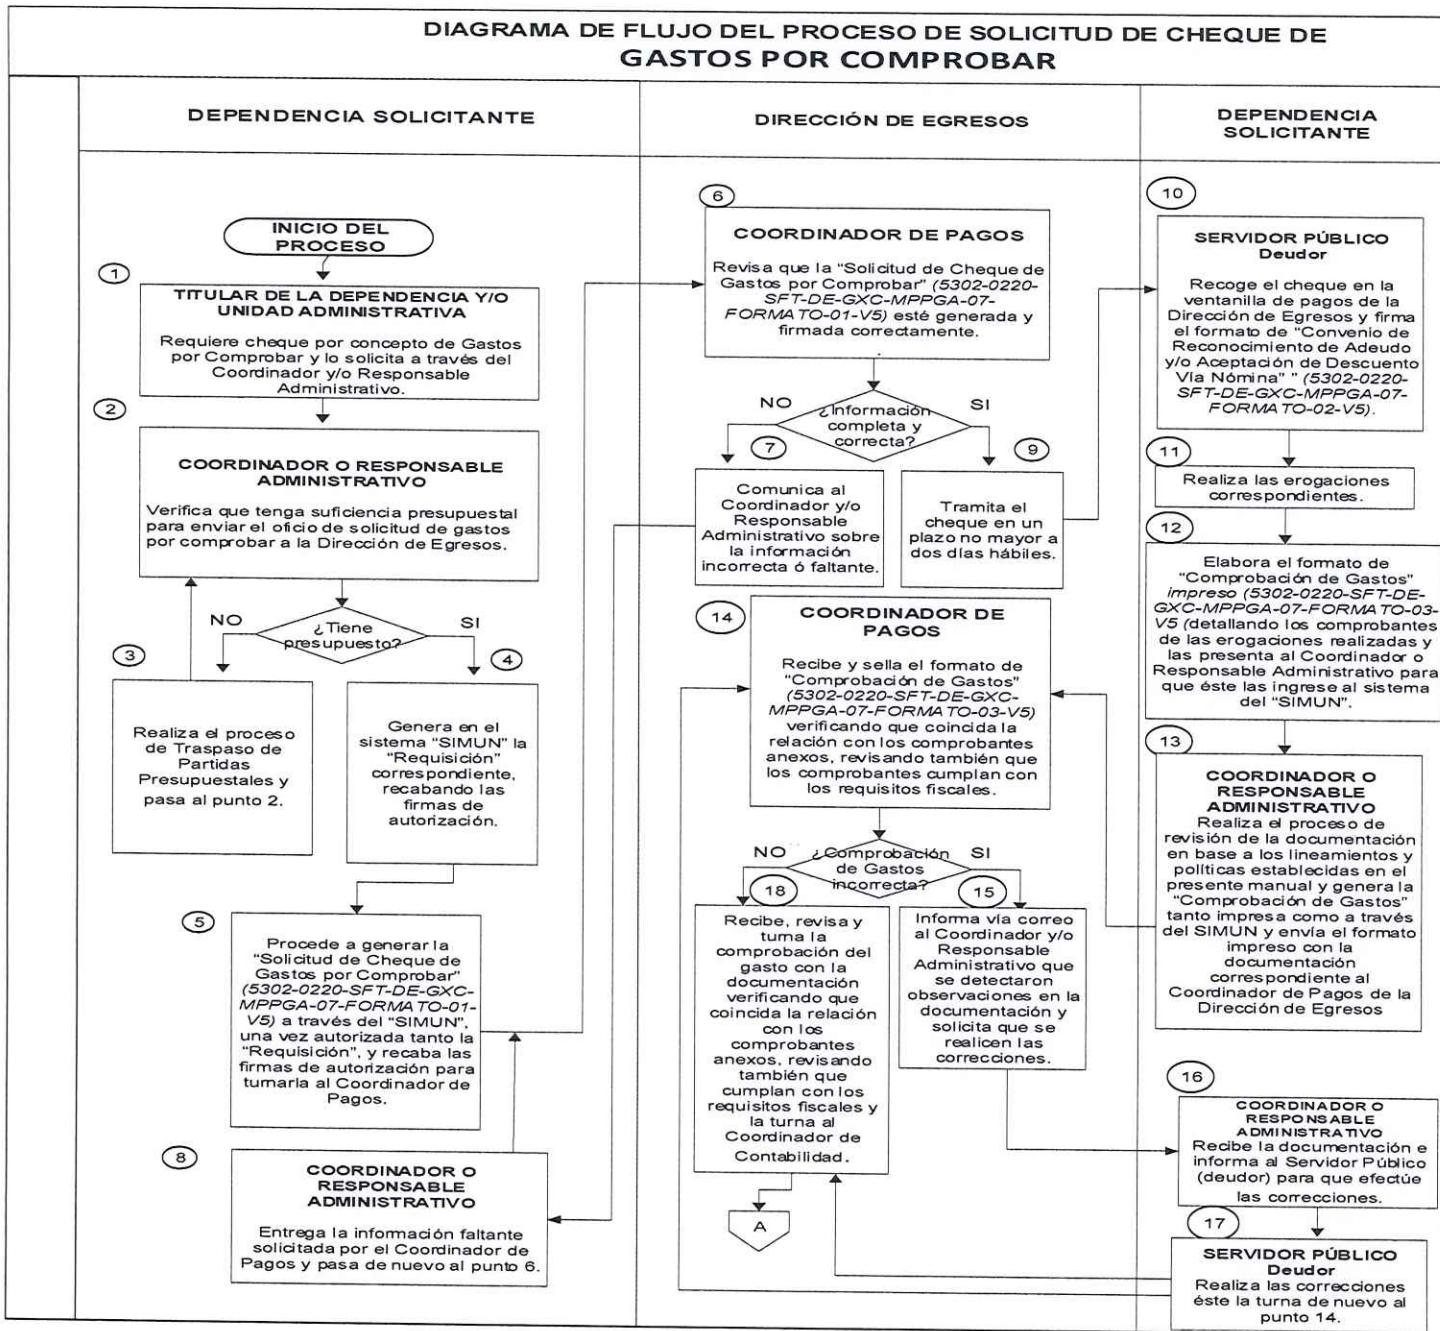 DIAGRAMA DE FLUJO DEL PROCESO DE SOLICITUD DE CHEQUE DE
GASTOS POR COMPROBAR
DEPENDENCIA SOLICITANTE
DIRECCIÓN DE EGRESOS
DEPENDENCIA
SOLICITANTE
INICIO DEL
PROCESO
1
TITULAR DE LA DEPENDENCIA Y/O
UNIDAD ADMINISTRATIVA
Requiere cheque por concepto de Gastos
por Comprobar y lo solicita a través del
Coordinador y/o Responsable
Administrativo.
2
COORDINADOR O RESPONSABLE
ADMINISTRATIVO
Verifica que tenga suficiencia presupuestal
para enviar el oficio de solicitud de gastos
por comprobar a la Dirección de Egresos.
NO
¿Tiene
presupuesto?
SI
3
Realiza el proceso
de Traspaso de
Partidas
Presupuestales y
pasa al punto 2.
4
Genera en el
sistema "SIMUN" la
"Requisición"
correspondiente,
recabando las
firmas de
autorización.
5
Procede a generar la
"Solicitud de Cheque de
Gastos por Comprobar"
(5302-0220-SFT-DE-GXC-
MPPGA-07-FORMATO-01-
V5) a través del "SIMUN",
una vez autorizada tanto la
"Requisición", y recaba las
firmas de autorización para
turnarla al Coordinador de
Pagos.
8
COORDINADOR O
RESPONSABLE
ADMINISTRATIVO
Entrega la información faltante
solicitada por el Coordinador de
Pagos y pasa de nuevo al punto 6.
6
COORDINADOR DE PAGOS
Revisa que la "Solicitud de Cheque de
Gastos por Comprobar" (5302-0220-
SFT-DE-GXC-MPPGA-07-
FORMATO-01-V5) esté generada y
firmada correctamente.
NO
¿Información
completa y
correcta?
SI
7
Comunica al
Coordinador y/o
Responsable
Administrativo sobre
la información
incorrecta ó faltante.
9
Tramita el
cheque en un
plazo no mayor a
dos días hábiles.
14
COORDINADOR DE
PAGOS
Recibe y sella el formato de
"Comprobación de Gastos"
(5302-0220-SFT-DE-GXC-
MPPGA-07-FORMATO-03-V5)
verificando que coincida la
relación con los comprobantes
anexos, revisando también que
los comprobantes cumplan con
los requisitos fiscales.
NO
¿Comprobación
de Gastos
incorrecta?
SI
18
Recibe, revisa y
turna la
comprobación del
gasto con la
documentación
verificando que
coincida la relación
con los
comprobantes
anexos, revisando
también que
cumplan con los
requisitos fiscales y
la turna al
Coordinador de
Contabilidad.
A
15
Informa vía correo
al Coordinador y/o
Responsable
Administrativo que
se detectaron
observaciones en la
documentación y
solicita que se
realicen las
correcciones.
10
SERVIDOR PÚBLICO
Deudor
Recoge el cheque en la
ventanilla de pagos de la
Dirección de Egresos y firma
el formato de "Convenio de
Reconocimiento de Adeudo
y/o Aceptación de Descuento
Vía Nómina" " (5302-0220-
SFT-DE-GXC-MPPGA-07-
FORMATO-02-V5).
11
Realiza las erogaciones
correspondientes.
12
Elabora el formato de
"Comprobación de Gastos"
impreso (5302-0220-SFT-DE-
GXC-MPPGA-07-FORMATO-03-
V5 (detallando los comprobantes
de las erogaciones realizadas y
las presenta al Coordinador o
Responsable Administrativo para
que éste las ingrese al sistema
del "SIMUN".
13
COORDINADOR O
RESPONSABLE
ADMINISTRATIVO
Realiza el proceso de
revisión de la documentación
en base a los lineamientos y
políticas establecidas en el
presente manual y genera la
"Comprobación de Gastos"
tanto impresa como a través
del SIMUN y envía el formato
impreso con la
documentación
correspondiente al
Coordinador de Pagos de la
Dirección de Egresos
16
COORDINADOR O
RESPONSABLE
ADMINISTRATIVO
Recibe la documentación e
informa al Servidor Público
(deudor) para que efectúe
las correcciones.
17
SERVIDOR PÚBLICO
Deudor
Realiza las correcciones
éste la turna de nuevo al
punto 14.